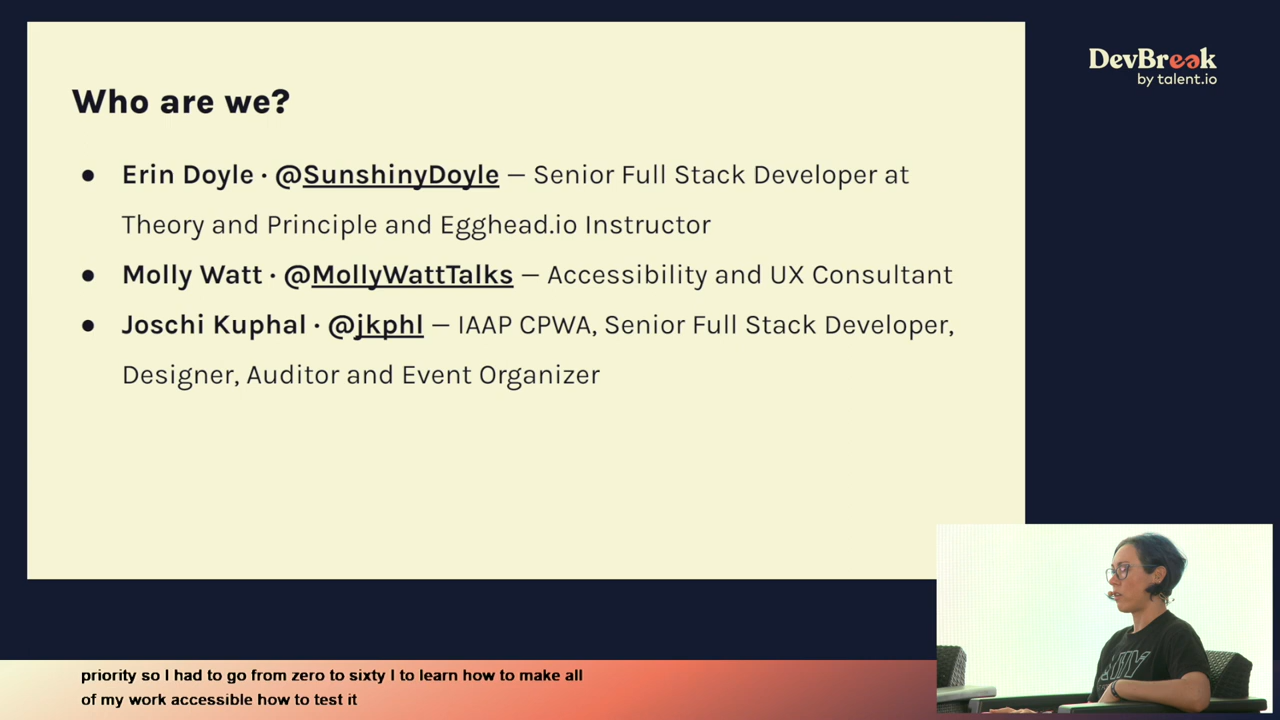 DevBreak
by talent.io
Who are we?
● Erin Doyle · @SunshinyDoyle — Senior Full Stack Developer at
Theory and Principle and Egghead.io Instructor
● Molly Watt · @MollyWattTalks — Accessibility and UX Consultant
● Joschi Kuphal · @jkphl — IAAP CPWA, Senior Full Stack Developer,
Designer, Auditor and Event Organizer
priority so I had to go from zero to sixty I to learn how to make all
of my work accessible how to test it